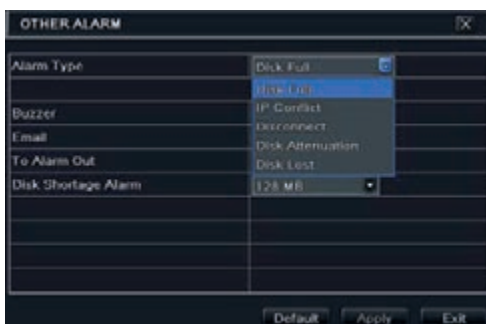 OTHER ALARM
Alarm Type
Disk Full
Disk Full
IP Conflict
Disconnect
Disk Attenuation
Disk Lost
Buzzer
Email
To Alarm Out
Disk Shortage Alarm
128 MB
Default
Apply
Exit